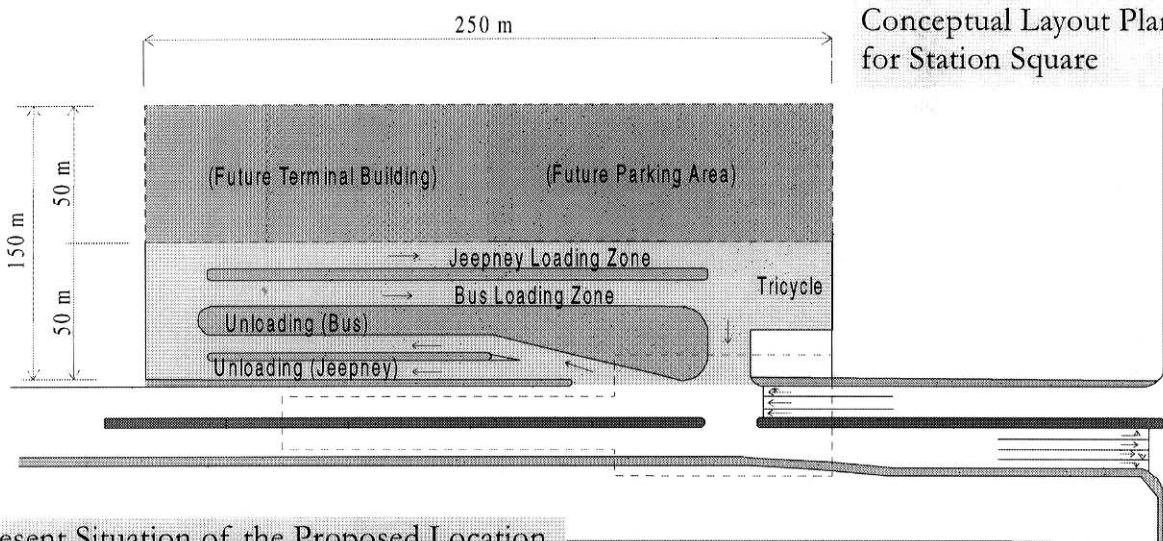 Conceptual Layout Plan
for Station Square
250 m
150 m
50 m
50 m
(Future Terminal Building)
(Future Parking Area)
Jeepney Loading Zone
Bus Loading Zone
Tricycle
Unloading (Bus)
Unloading (Jeepney)
esent Situation of the Proposed Location